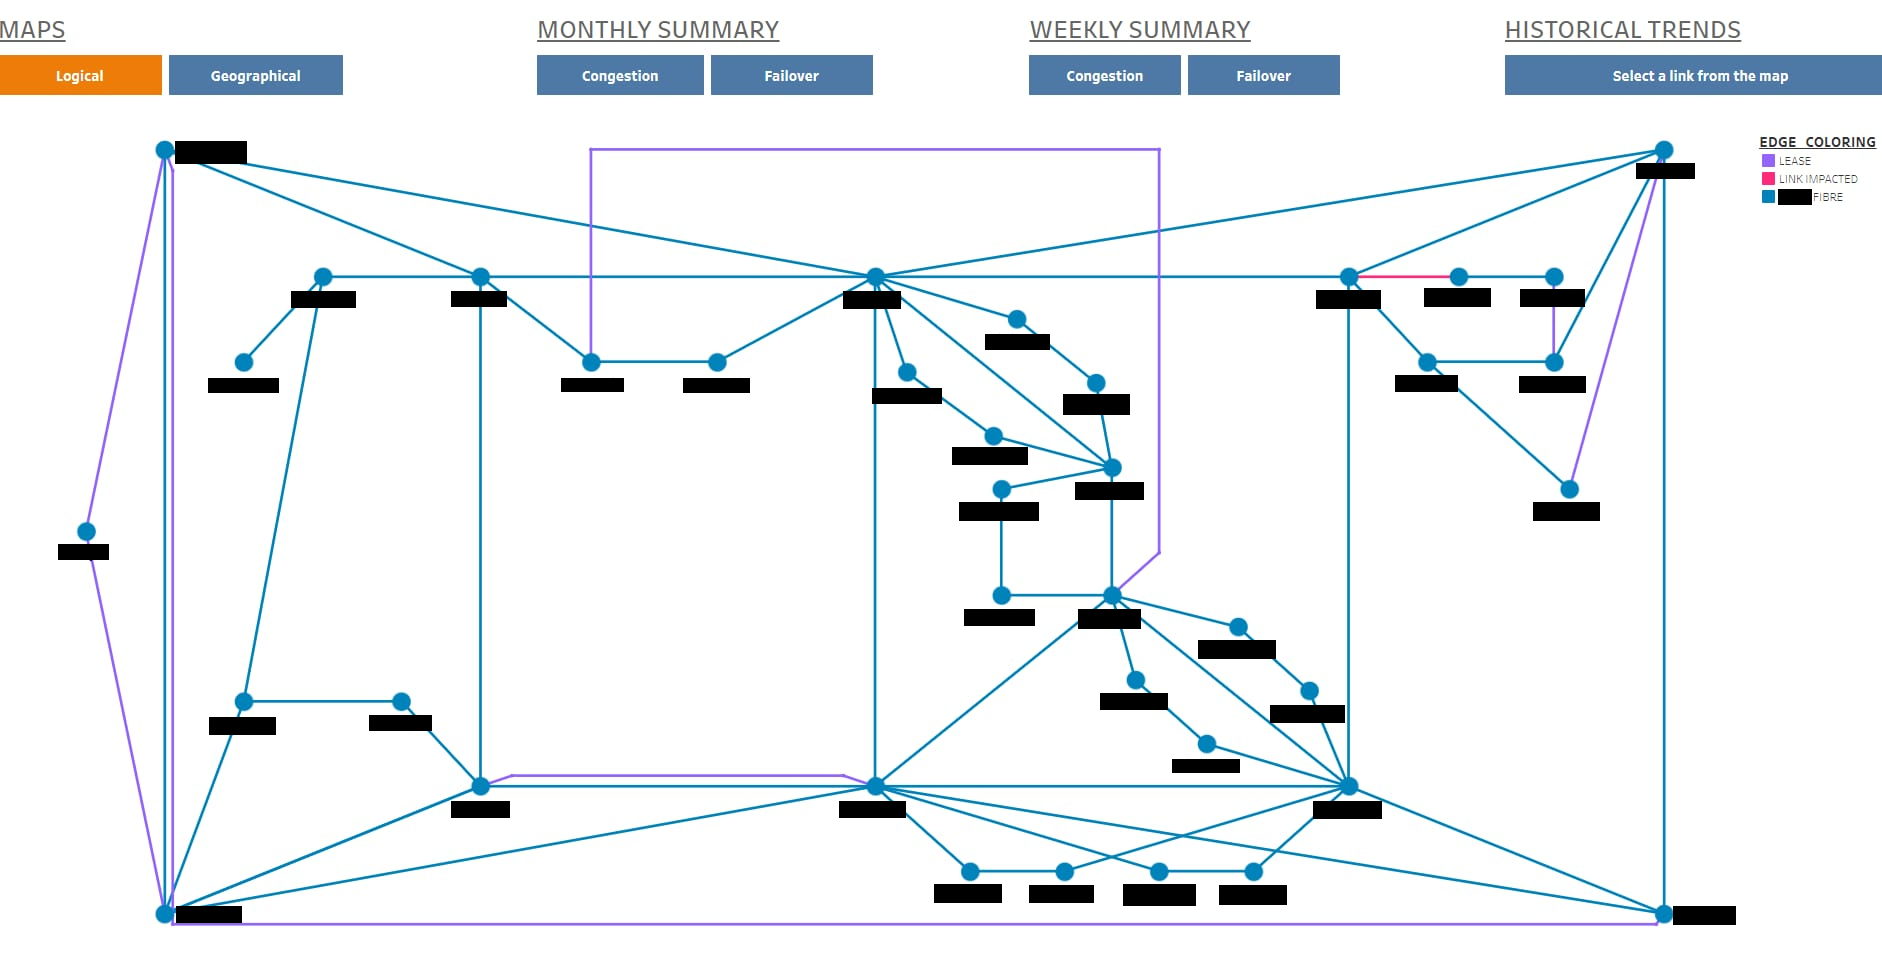 MAPS
MONTHLY SUMMARY
WEEKLY SUMMARY
HISTORICAL TRENDS
Logical
Geographical
Congestion
Failover
Congestion
Failover
Select a link from the map
EDGE COLORING
LEASE
LINK IMPACTED
FIBRE